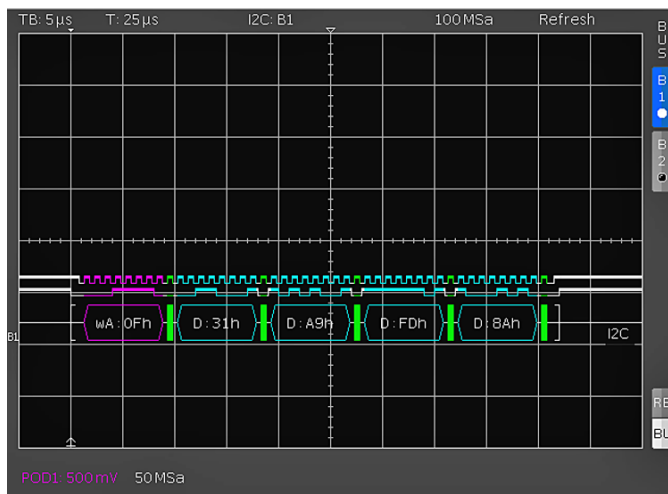 TB: 5µs T: 25µs I2C: B1 100MSa Refresh
BUS
B1
B2
wA:0Fh D:31h D:A9h D:FDh D:8Ah
B1
I2C
POD1: 500mV 50MSa